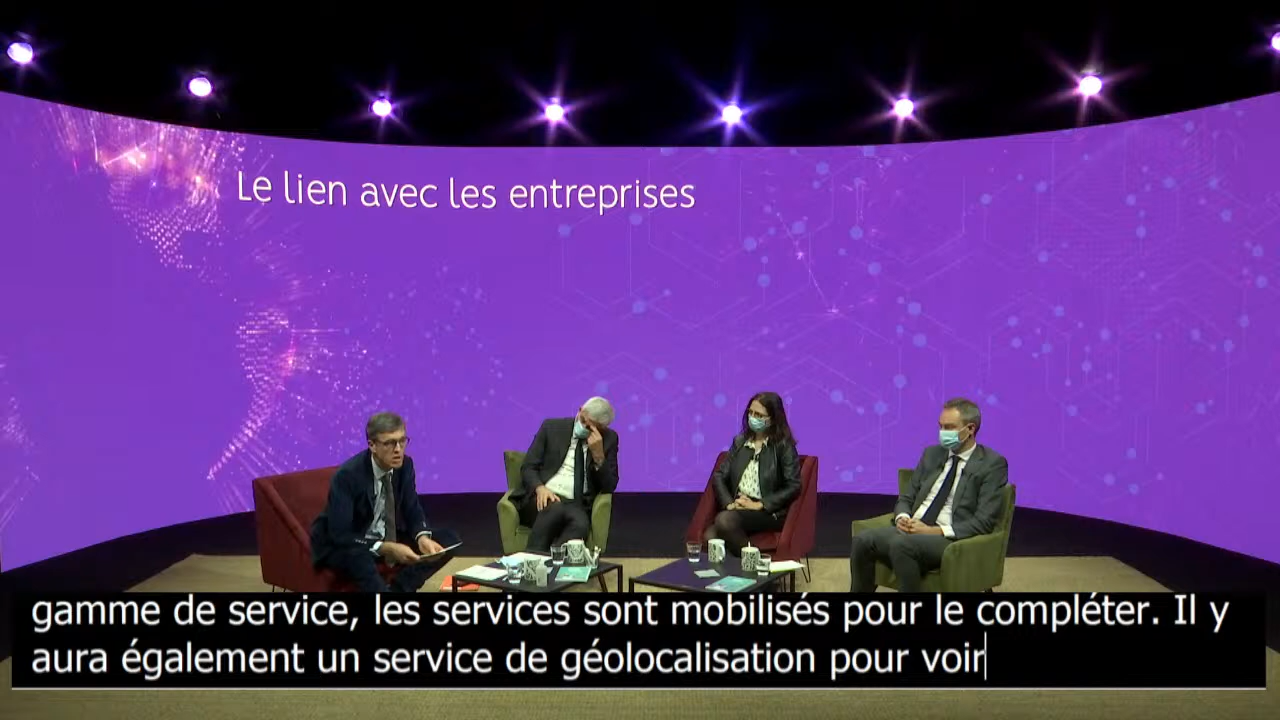 Le lien avec les entreprises
gamme de service, les services sont mobilisés pour le compléter. Il y
aura également un service de géolocalisation pour voir